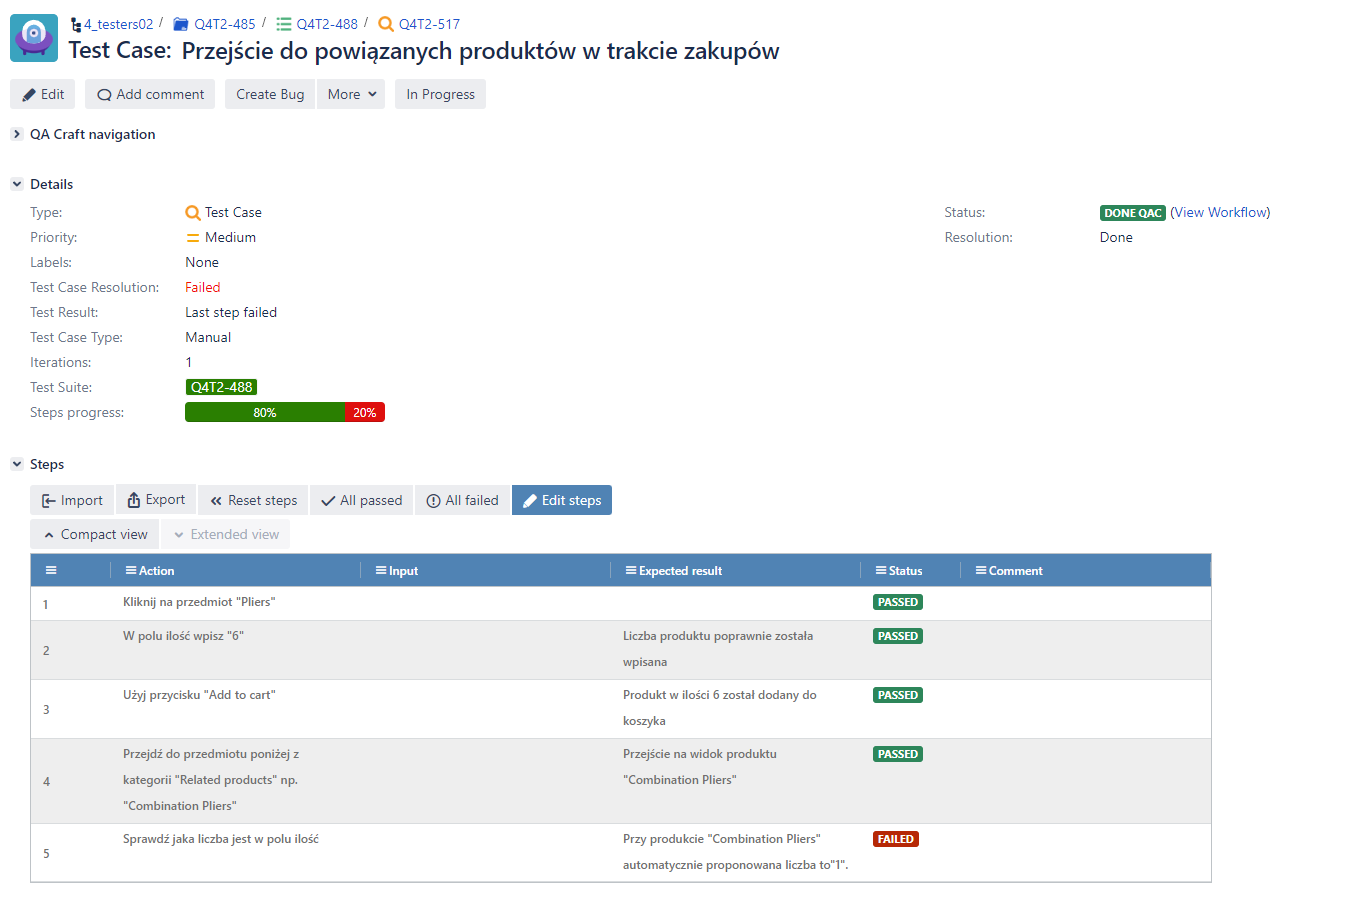 4_testers02 / Q4T2-485 / Q4T2-488 / Q4T2-517
Test Case: Przejście do powiązanych produktów w trakcie zakupów
Edit Add comment Create Bug More In Progress
QA Craft navigation
Details
Type: Test Case Status: DONE QAC (View Workflow)
Priority: Medium Resolution: Done
Labels: None
Test Case Resolution: Failed
Test Result: Last step failed
Test Case Type: Manual
Iterations: 1
Test Suite: Q4T2-488
Steps progress: 80% 20%
Steps
Import Export Reset steps All passed All failed Edit steps
Compact view Extended view
Action Input Expected result Status Comment
1 Kliknij na przedmiot "Pliers" PASSED
2 W polu ilość wpisz "6" Liczba produktu poprawnie została PASSED
wpisana
3 Użyj przycisku "Add to cart" Produkt w ilości 6 został dodany do PASSED
koszyka
4 Przejdź do przedmiotu poniżej z Przejście na widok produktu PASSED
kategorii "Related products" np. "Combination Pliers"
"Combination Pliers"
5 Sprawdź jaka liczba jest w polu ilość Przy produkcie "Combination Pliers" FAILED
automatycznie proponowana liczba to"1".